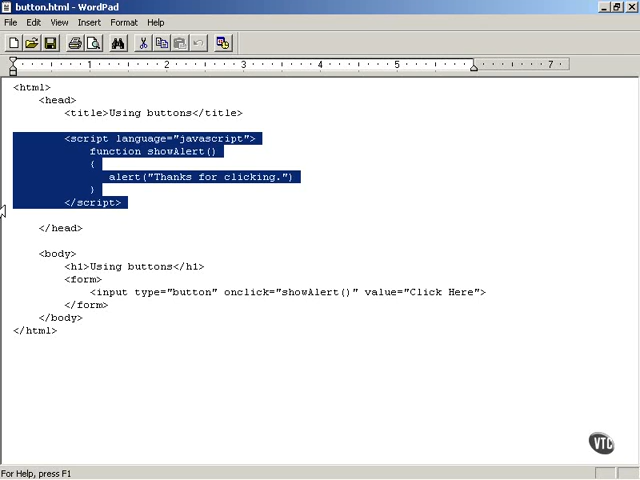 button.html - WordPad
File Edit View Insert Format Help
1 2 3 4 5 7
<html>
<head>
<title>Using buttons</title>
<script language="javascript">
function showAlert()
{
alert("Thanks for clicking.")
}
</script>
</head>
<body>
<h1>Using buttons</h1>
<form>
<input type="button" onclick="showAlert()" value="Click Here">
</form>
</body>
</html>
VTC
For Help, press F1